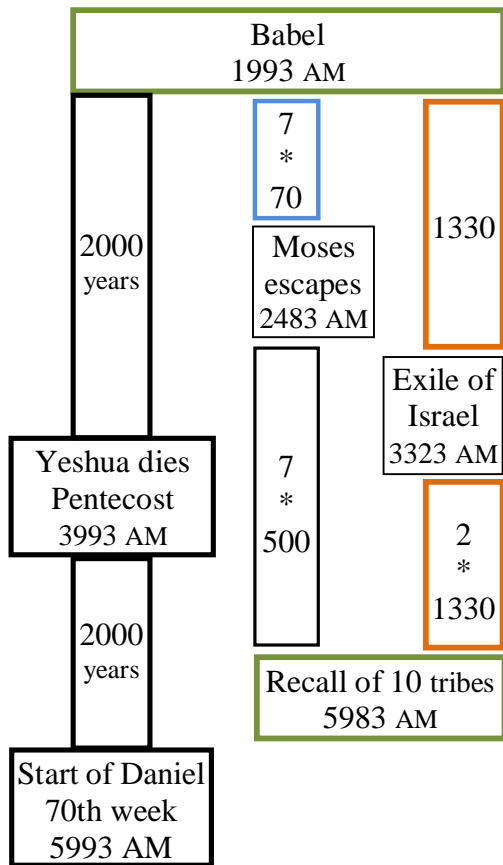 Babel
1993 AM
2000
years
Yeshua dies
Pentecost
3993 AM
2000
years
Start of Daniel
70th week
5993 AM
7
*
70
Moses
escapes
2483 AM
7
*
500
1330
Exile of
Israel
3323 AM
2
*
1330
Recall of 10 tribes
5983 AM